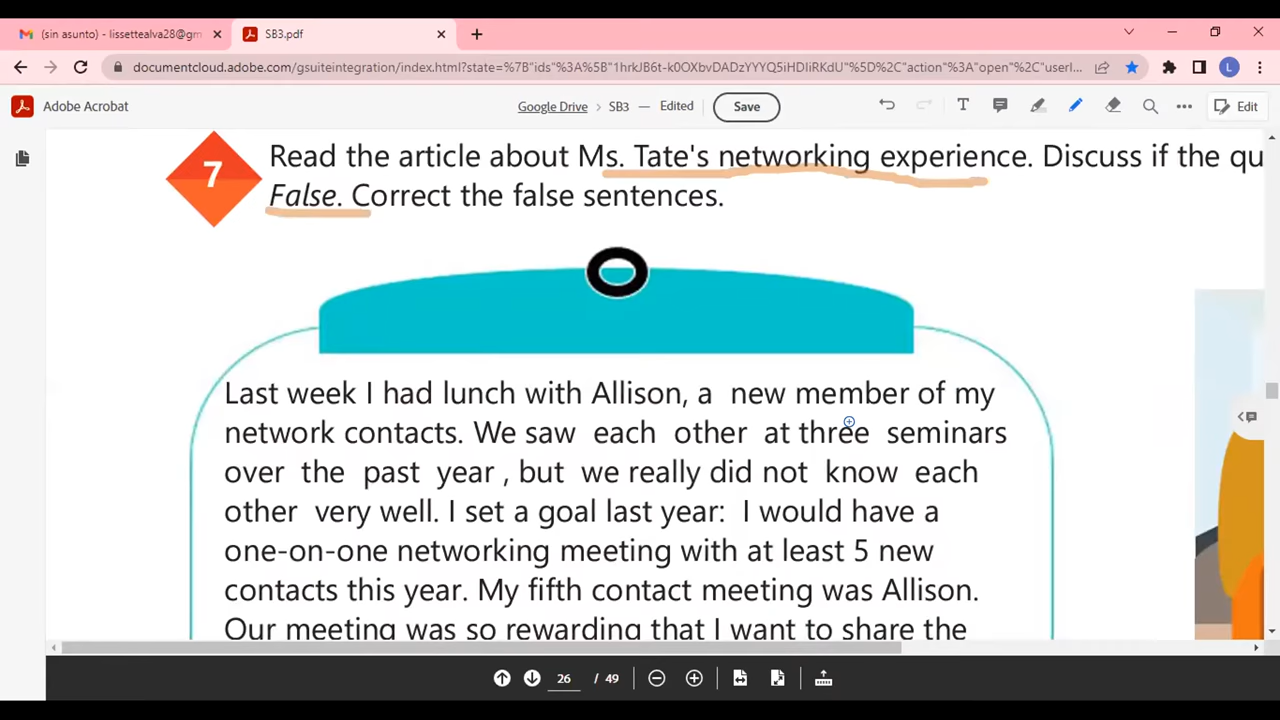 (sin asunto) - lissettealva28@gm
SB3.pdf
documentcloud.adobe.com/gsuiteintegration/index.html?state=%7B"ids"%3A%5B"1hrkJB6t-k0OXbvDADzYYYQ5iHDIiRKdU"%5D%2C"action"%3A"open"%2C"userI...
L
Adobe Acrobat
Google Drive > SB3 — Edited
Save
Edit
7
Read the article about Ms. Tate's networking experience. Discuss if the qu
False. Correct the false sentences.
Last week I had lunch with Allison, a new member of my
network contacts. We saw each other at three seminars
over the past year , but we really did not know each
other very well. I set a goal last year: I would have a
one-on-one networking meeting with at least 5 new
contacts this year. My fifth contact meeting was Allison.
Our meeting was so rewarding that I want to share the
26 / 49